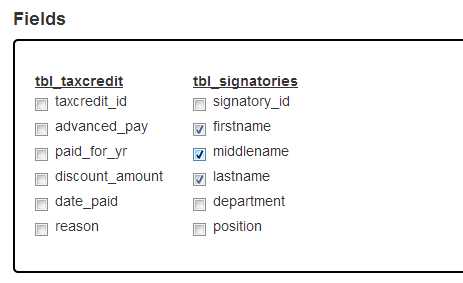 Fields
tbl_taxcredit
taxcredit_id
advanced_pay
paid_for_yr
discount_amount
date_paid
reason
tbl_signatories
signatory_id
firstname
middlename
lastname
department
position